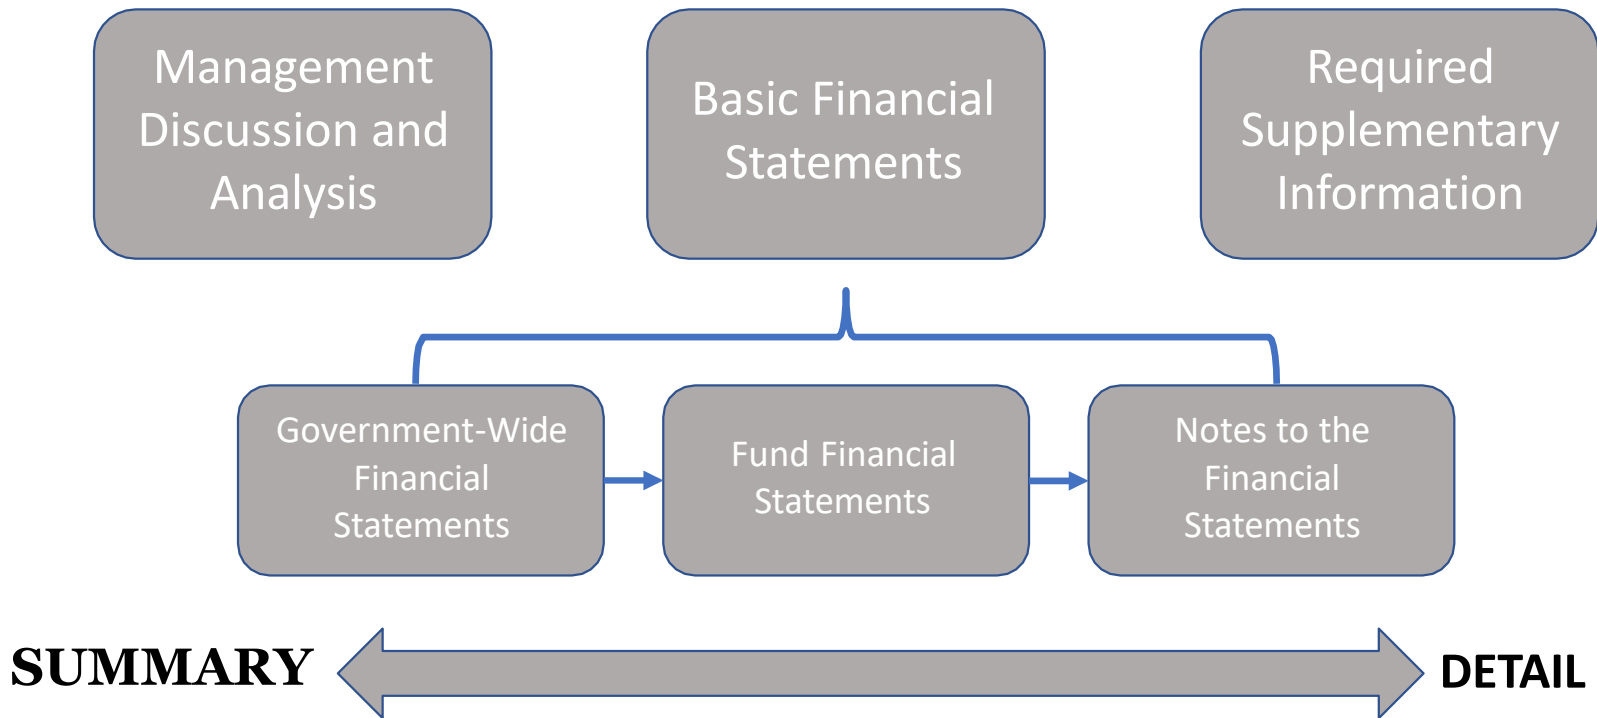 Management
Discussion and
Analysis
Basic Financial
Statements
Required
Supplementary
Information
Government-Wide
Financial
Statements
Fund Financial
Statements
Notes to the
Financial
Statements
SUMMARY
DETAIL